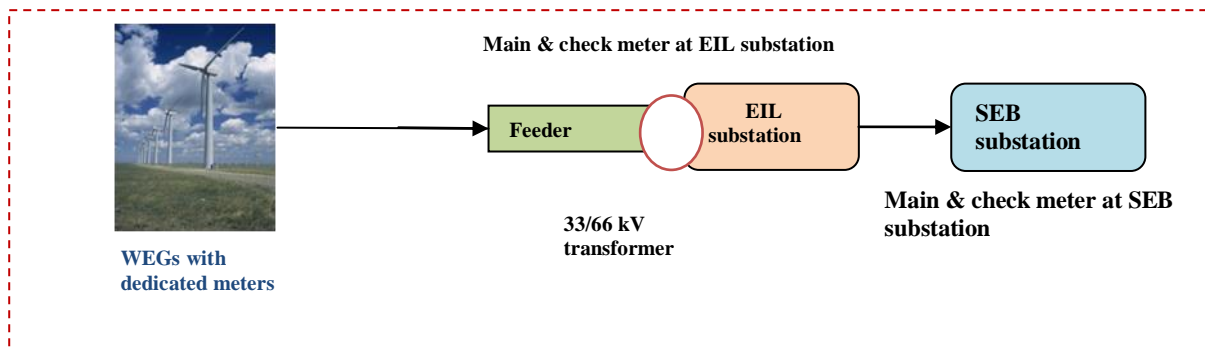 Main & check meter at EIL substation
Feeder
EIL
substation
SEB
substation
Main & check meter at SEB
substation
33/66 kV
transformer
WEGs with
dedicated meters